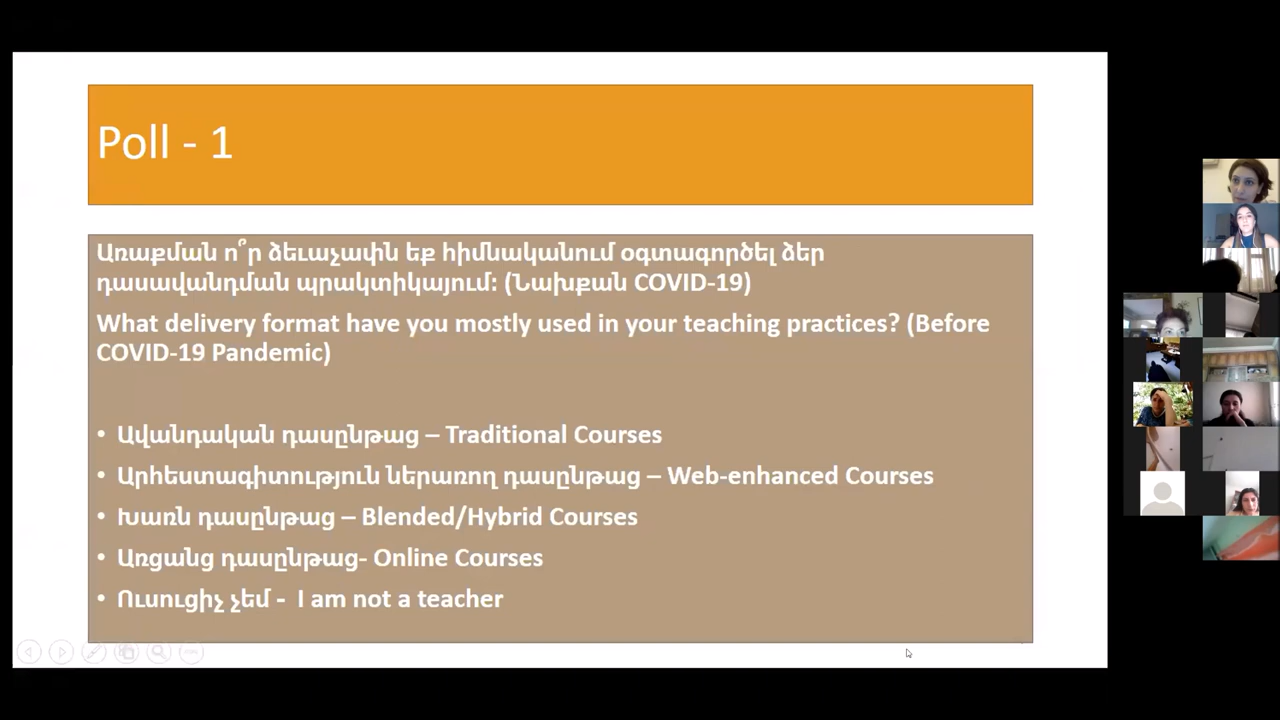 Poll - 1
Առաքման ո՞ր ձեւաչափն եք հիմնականում օգտագործել ձեր
դասավանդման պրակտիկայում: (Նախքան COVID-19)
What delivery format have you mostly used in your teaching practices? (Before
COVID-19 Pandemic)
• Ավանդական դասընթաց – Traditional Courses
• Արհեստագիտություն ներառող դասընթաց – Web-enhanced Courses
• Խառն դասընթաց – Blended/Hybrid Courses
• Առցանց դասընթաց- Online Courses
• Ուսուցիչ չեմ - I am not a teacher